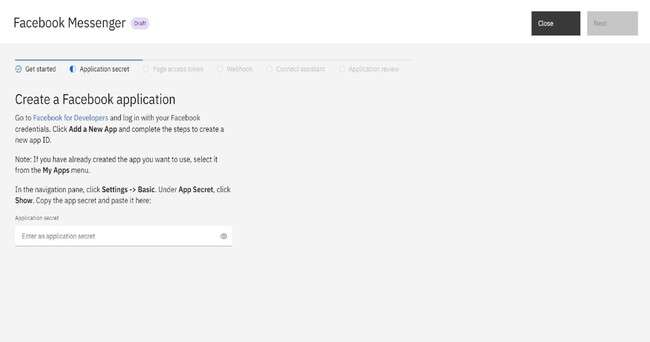 Facebook Messenger Draft Close Next
Get started Application secret Page access token Webhook Connect assistant Application review
Create a Facebook application
Go to Facebook for Developers and log in with your Facebook
credentials. Click Add a New App and complete the steps to create a
new app ID.
Note: If you have already created the app you want to use, select it
from the My Apps menu.
In the navigation pane, click Settings -> Basic. Under App Secret, click
Show. Copy the app secret and paste it here:
Application secret
Enter an application secret